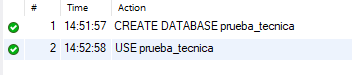 # Time Action
1 14:51:57 CREATE DATABASE prueba_tecnica
2 14:52:58 USE prueba_tecnica